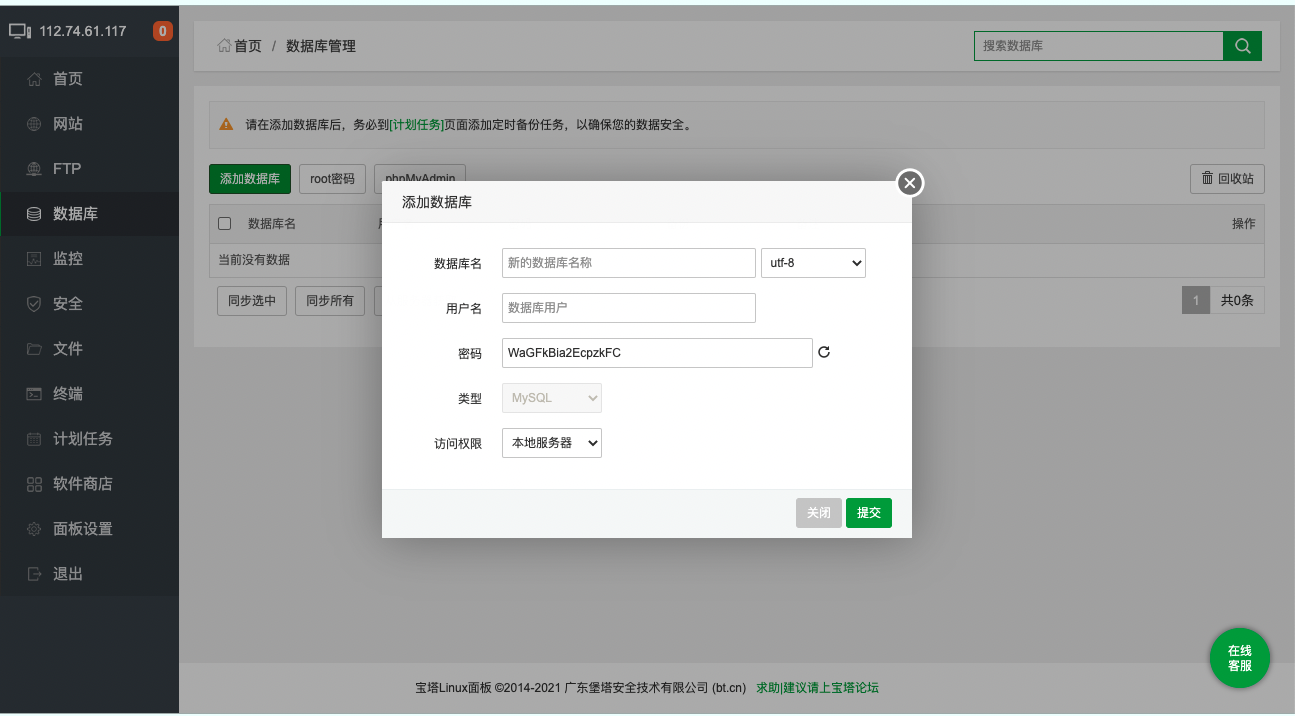 112.74.61.117 0
首页
网站
FTP
数据库
监控
安全
文件
终端
计划任务
软件商店
面板设置
退出
首页 / 数据库管理
搜索数据库
请在添加数据库后，务必到[计划任务]页面添加定时备份任务，以确保您的数据安全。
添加数据库 root密码 phpMyAdmin 回收站
数据库名 操作
当前没有数据
同步选中 同步所有 1 共0条
添加数据库
数据库名 新的数据库名称 utf-8
用户名 数据库用户
密码 WaGFkBia2EcpzkFC
类型 MySQL
访问权限 本地服务器
关闭 提交
在线
客服
宝塔Linux面板 ©2014-2021 广东堡塔安全技术有限公司 (bt.cn) 求助|建议请上宝塔论坛